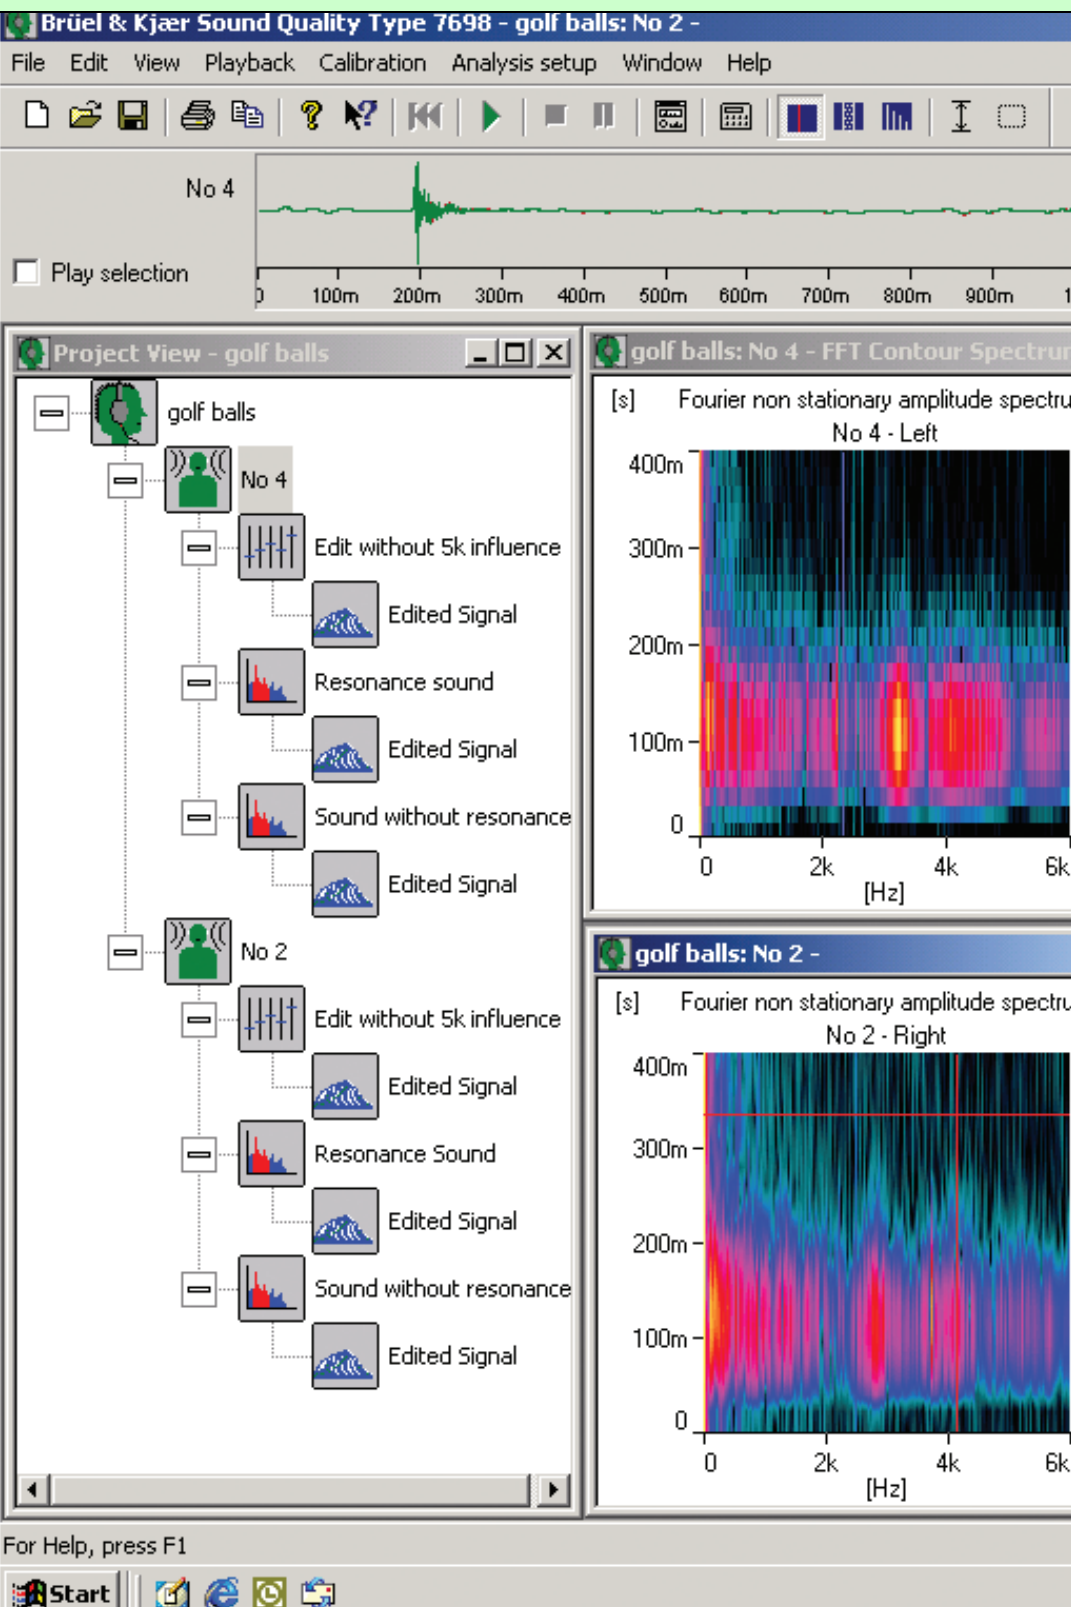 Brüel & Kjær Sound Quality Type 7698 - golf balls: No 2 -
File Edit View Playback Calibration Analysis setup Window Help
No 4
Play selection
0 100m 200m 300m 400m 500m 600m 700m 800m 900m 1
Project View - golf balls
golf balls
No 4
Edit without 5k influence
Edited Signal
Resonance sound
Edited Signal
Sound without resonance
Edited Signal
No 2
Edit without 5k influence
Edited Signal
Resonance Sound
Edited Signal
Sound without resonance
Edited Signal
golf balls: No 4 - FFT Contour Spectrum
[s] Fourier non stationary amplitude spectru
No 4 - Left
400m
300m
200m
100m
0
0 2k 4k 6k
[Hz]
golf balls: No 2 -
[s] Fourier non stationary amplitude spectru
No 2 - Right
400m
300m
200m
100m
0
0 2k 4k 6k
[Hz]
For Help, press F1
Start